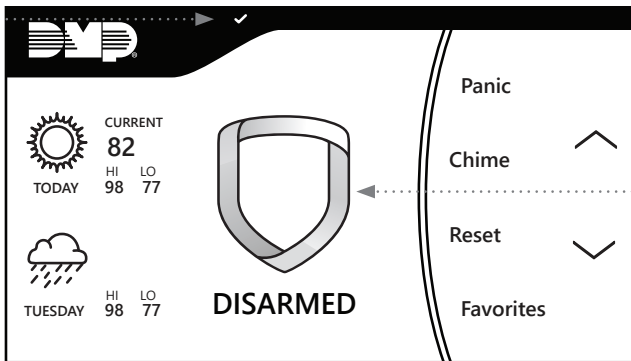 DMP
CURRENT
82
HI LO
98 77
TODAY
HI LO
98 77
TUESDAY
DISARMED
Panic
Chime
Reset
Favorites